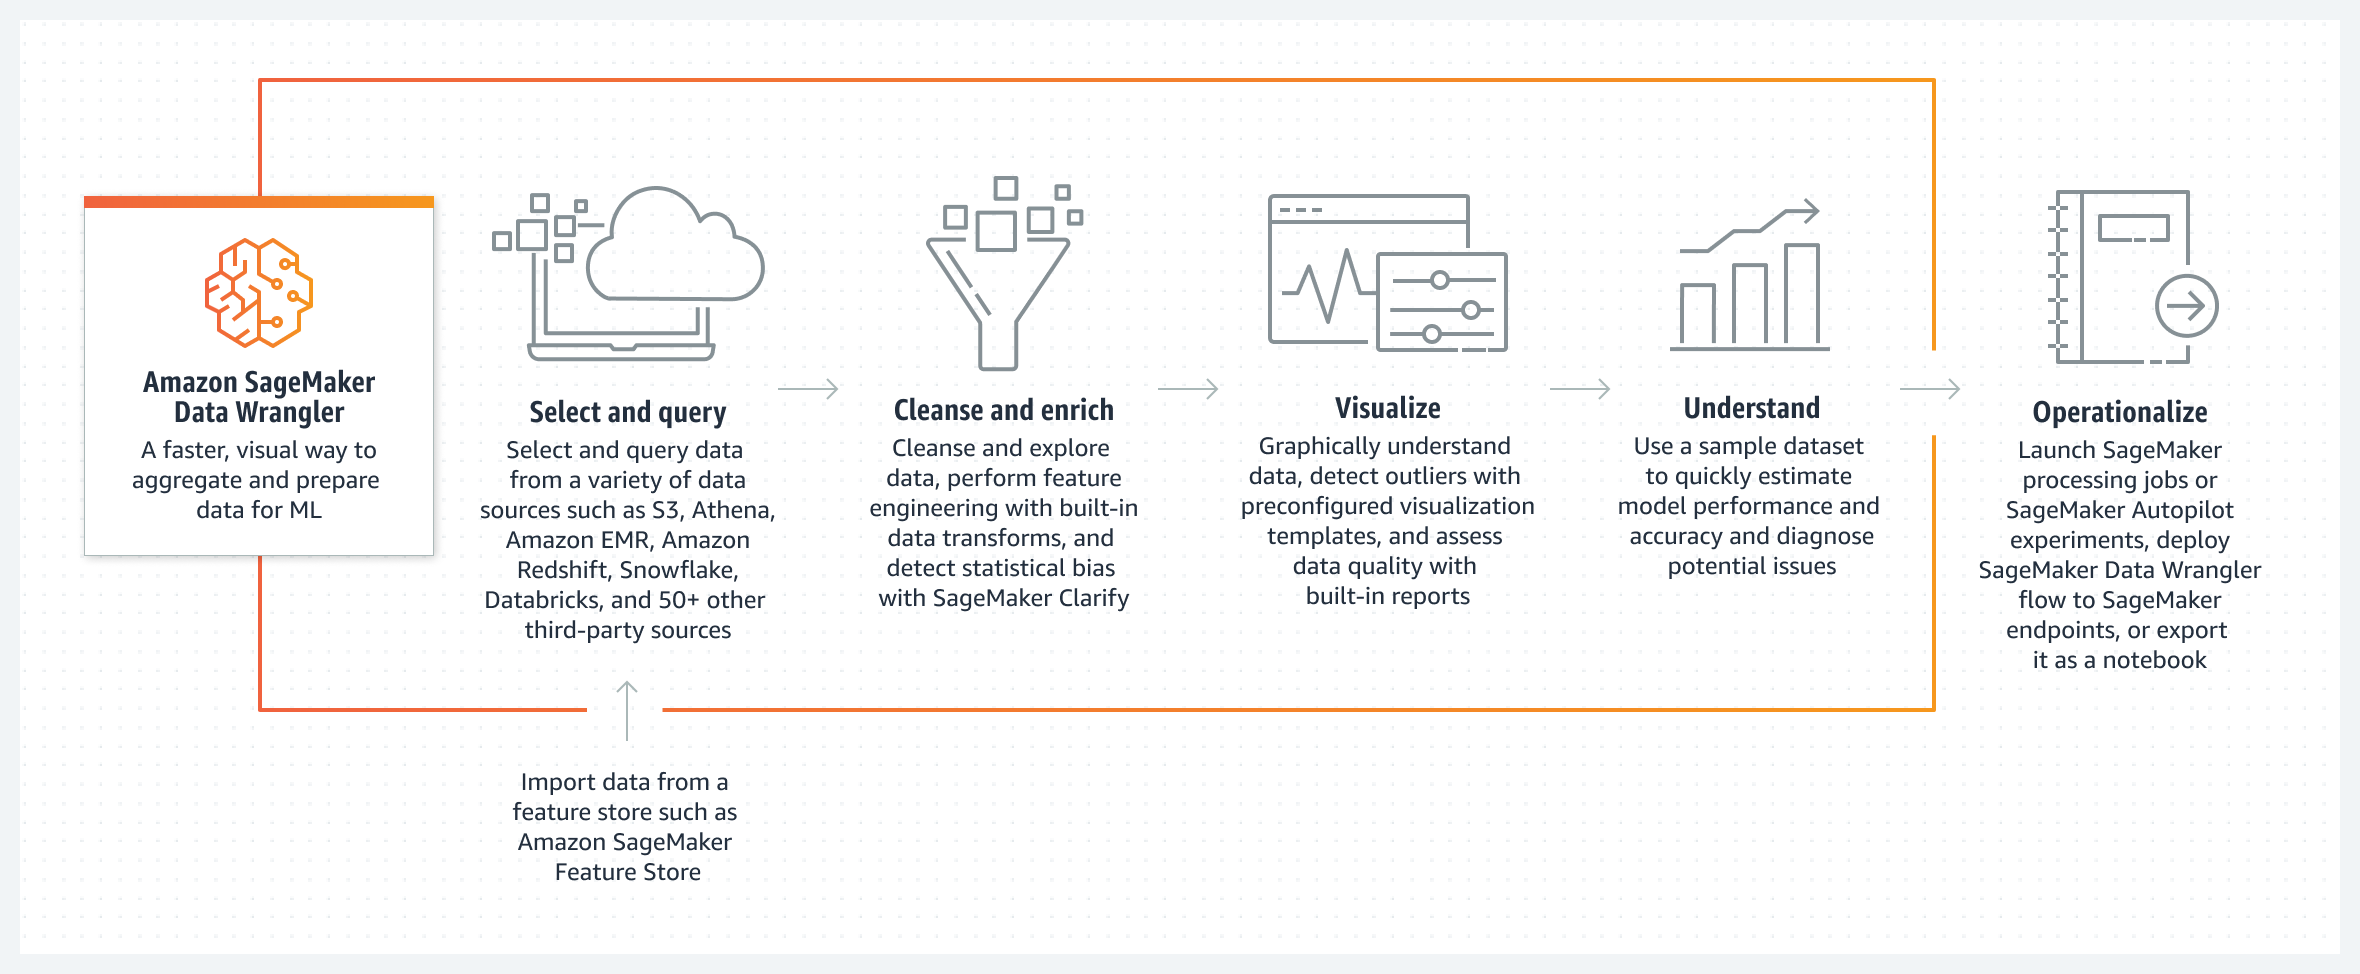 Amazon SageMaker
Data Wrangler
A faster, visual way to
aggregate and prepare
data for ML
Select and query
Select and query data
from a variety of data
sources such as S3, Athena,
Amazon EMR, Amazon
Redshift, Snowflake,
Databricks, and 50+ other
third-party sources
Import data from a
feature store such as
Amazon SageMaker
Feature Store
Cleanse and enrich
Cleanse and explore
data, perform feature
engineering with built-in
data transforms, and
detect statistical bias
with SageMaker Clarify
Visualize
Graphically understand
data, detect outliers with
preconfigured visualization
templates, and assess
data quality with
built-in reports
Understand
Use a sample dataset
to quickly estimate
model performance and
accuracy and diagnose
potential issues
Operationalize
Launch SageMaker
processing jobs or
SageMaker Autopilot
experiments, deploy
SageMaker Data Wrangler
flow to SageMaker
endpoints, or export
it as a notebook